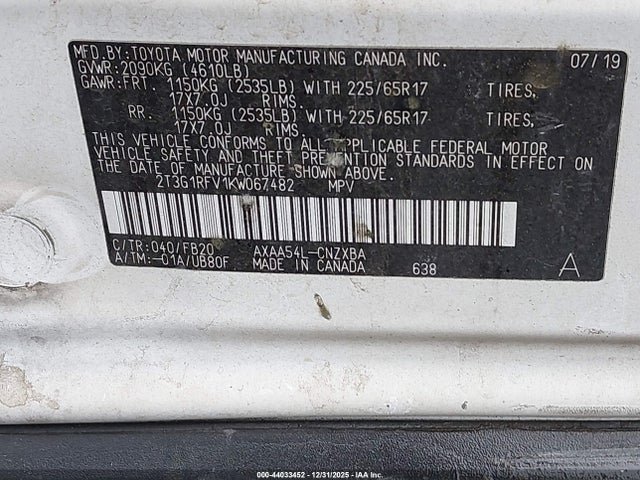 MFD.BY:TOYOTA MOTOR MANUFACTURING CANADA INC. 07/19
GVWR:2090KG (4610LB)
GAWR:FRT. 1150KG (2535LB) WITH 225/65R17 TIRES,
17X7.0J RIMS.
RR. 1150KG (2535LB) WITH 225/65R17 TIRES,
17X7.0J RIMS.
THIS VEHICLE CONFORMS TO ALL APPLICABLE FEDERAL MOTOR
VEHICLE SAFETY AND THEFT PREVENTION STANDARDS IN EFFECT ON
THE DATE OF MANUFACTURE SHOWN ABOVE.
2T3G1RFV1KW067482 MPV
C/TR:040/FB20 AXAA54L-CNZXBA
A/TM:-01A/UB80F MADE IN CANADA 638 A
000-44033452 - 12/31/2025 - IAA Inc.